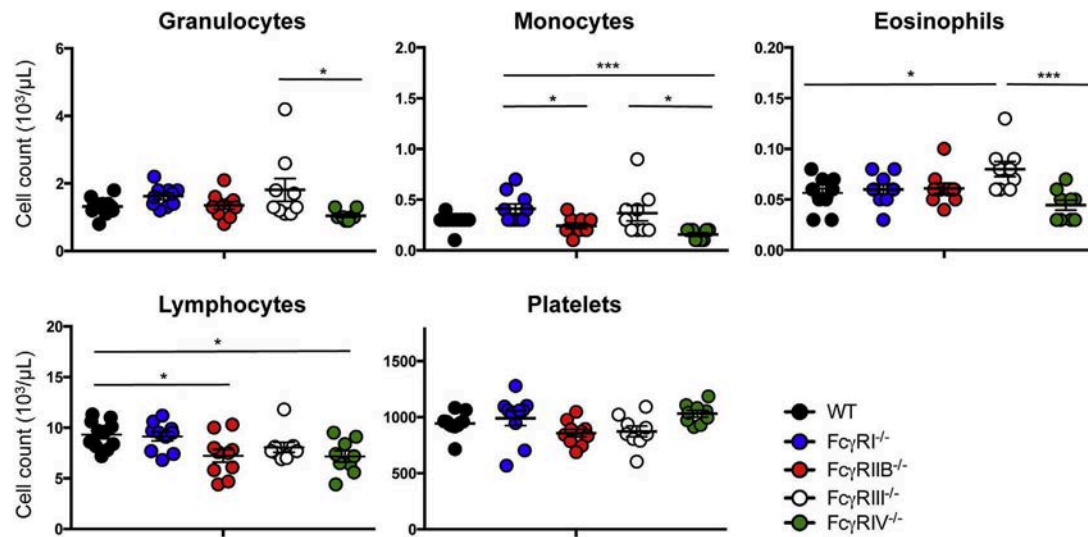 Granulocytes
Monocytes
Eosinophils
Cell count (10³/µL)
6
4
2
0
*
2.0
1.5
1.0
0.5
0.0
***
*
*
0.20
0.15
0.10
0.05
0.00
*
***
Lymphocytes
Platelets
Cell count (10³/µL)
20
15
10
5
0
*
*
1500
1000
500
0
WT
FcγRI⁻/⁻
FcγRIIB⁻/⁻
FcγRIII⁻/⁻
FcγRIV⁻/⁻